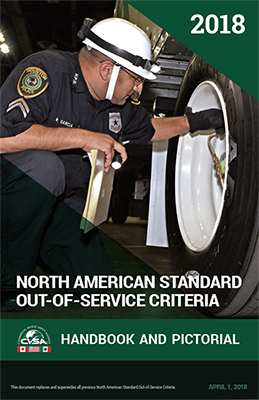 2018
NORTH AMERICAN STANDARD
OUT-OF-SERVICE CRITERIA
CVSA
HANDBOOK AND PICTORIAL
This document replaces and supersedes all previous North American Standard Out-of-Service Criteria.
APRIL 1, 2018